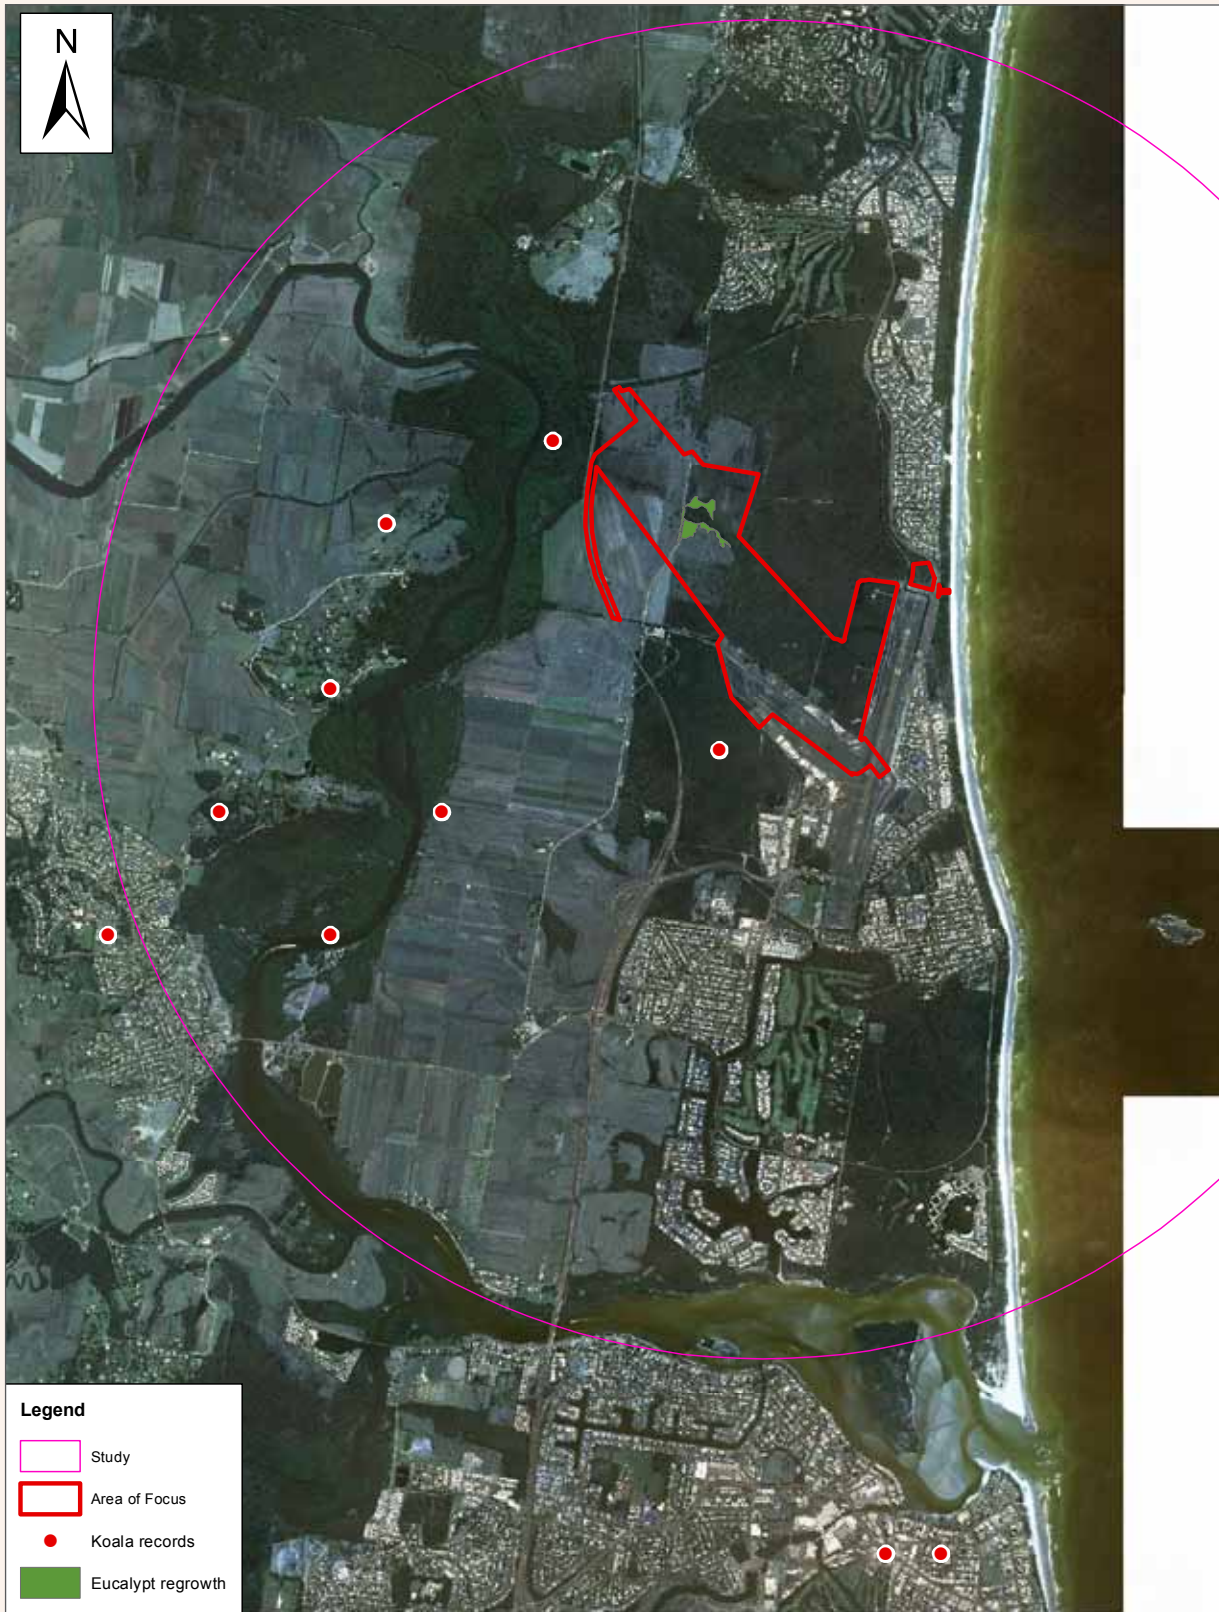 N
Legend
Study
Area of Focus
Koala records
Eucalypt regrowth